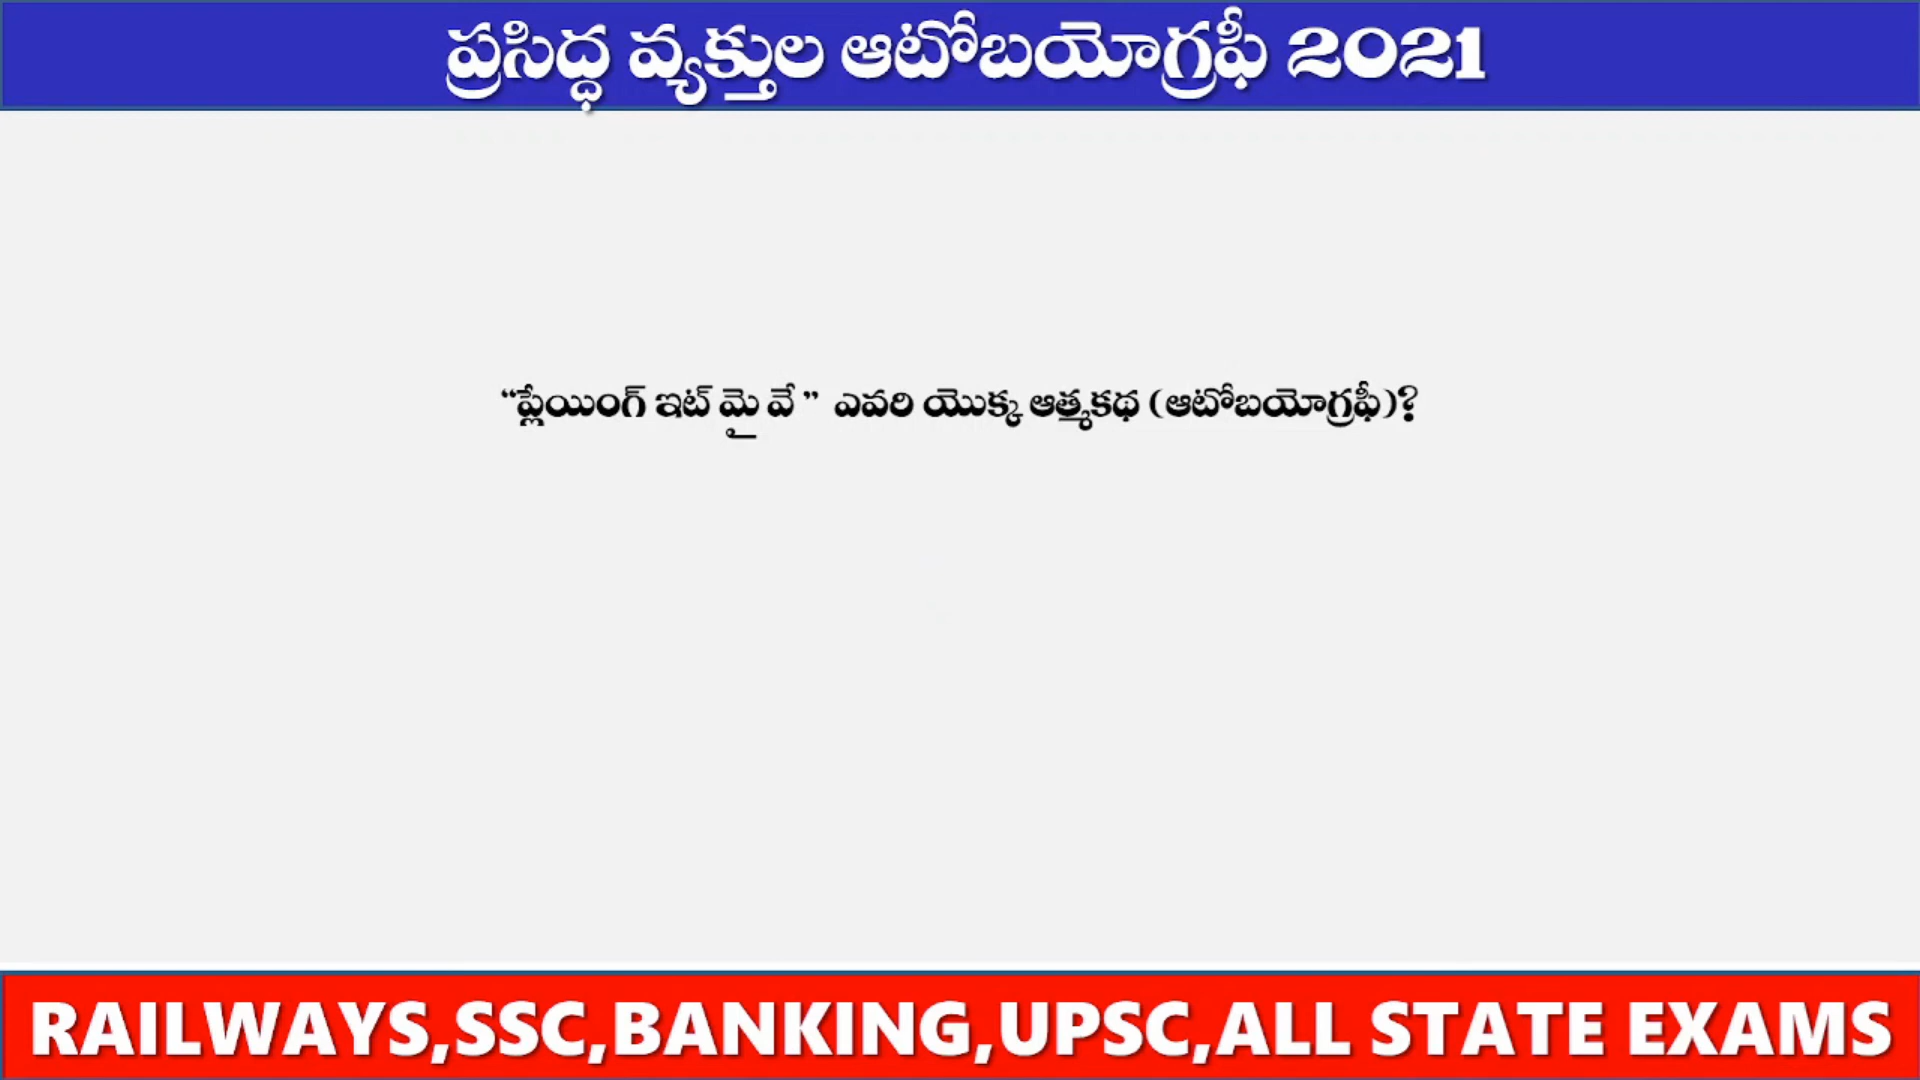 ప్రసిద్ధ వ్యక్తుల ఆటోబయోగ్రఫీ 2021
“ప్లేయింగ్ ఇట్ మై వే ” ఎవరి యొక్క ఆత్మకథ (ఆటోబయోగ్రఫీ)?
RAILWAYS,SSC,BANKING,UPSC,ALL STATE EXAMS